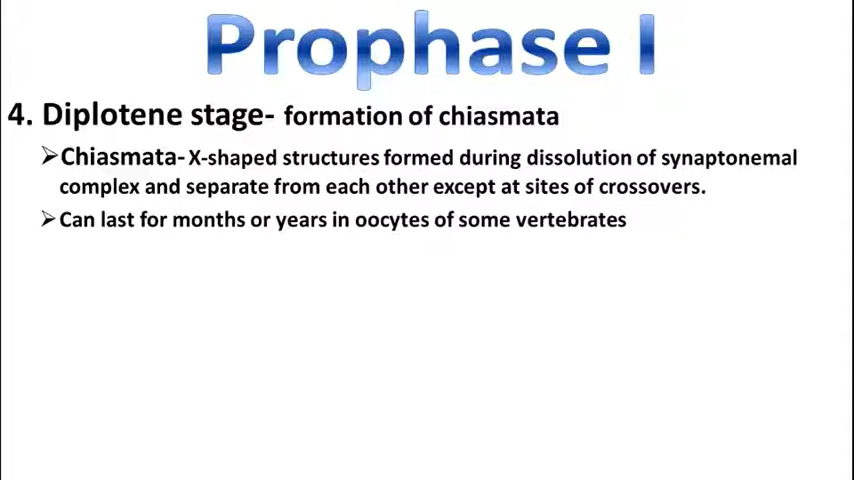 Prophase I
4. Diplotene stage- formation of chiasmata
➢Chiasmata- X-shaped structures formed during dissolution of synaptonemal
complex and separate from each other except at sites of crossovers.
➢Can last for months or years in oocytes of some vertebrates